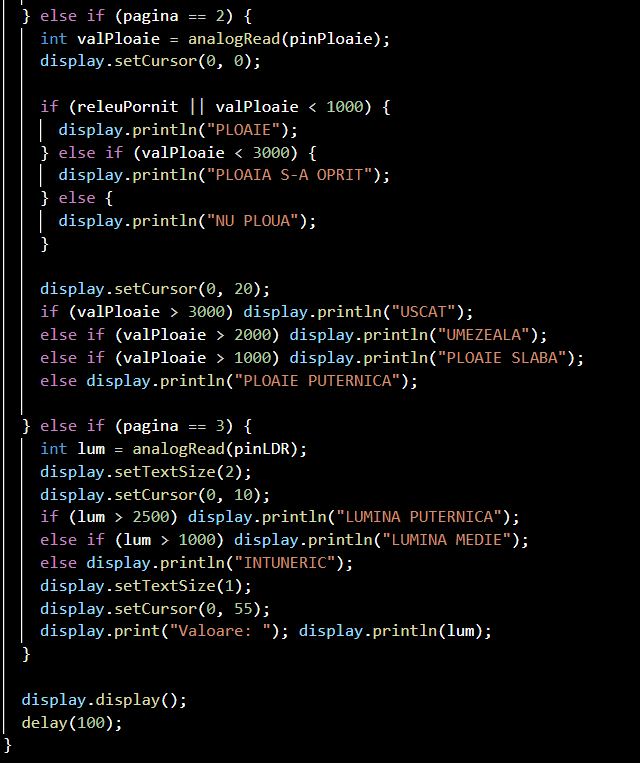 } else if (pagina == 2) {
int valPloaie = analogRead(pinPloaie);
display.setCursor(0, 0);
if (releuPornit || valPloaie < 1000) {
display.println("PLOAIE");
} else if (valPloaie < 3000) {
display.println("PLOAIA S-A OPRIT");
} else {
display.println("NU PLOUA");
}
display.setCursor(0, 20);
if (valPloaie > 3000) display.println("USCAT");
else if (valPloaie > 2000) display.println("UMEZEALA");
else if (valPloaie > 1000) display.println("PLOAIE SLABA");
else display.println("PLOAIE PUTERNICA");
} else if (pagina == 3) {
int lum = analogRead(pinLDR);
display.setTextSize(2);
display.setCursor(0, 10);
if (lum > 2500) display.println("LUMINA PUTERNICA");
else if (lum > 1000) display.println("LUMINA MEDIE");
else display.println("INTUNERIC");
display.setTextSize(1);
display.setCursor(0, 55);
display.print("Valoare: "); display.println(lum);
}
display.display();
delay(100);
}